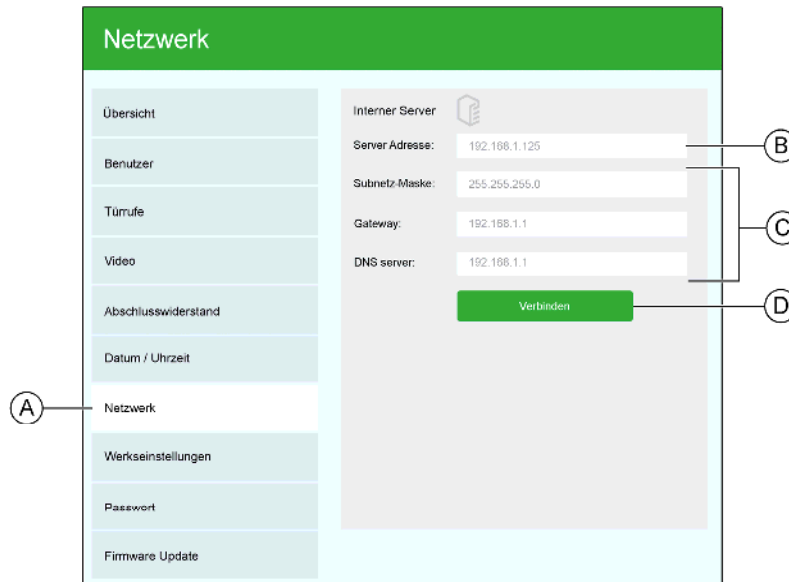 Netzwerk
Übersicht
Benutzer
Türrufe
Video
Abschlusswiderstand
Datum / Uhrzeit
A
Netzwerk
Werkseinstellungen
Passwort
Firmware Update
Interner Server
Server Adresse: 192.168.1.125
B
Subnetz-Maske: 255.255.255.0
C
Gateway: 192.168.1.1
DNS server: 192.168.1.1
Verbinden
D